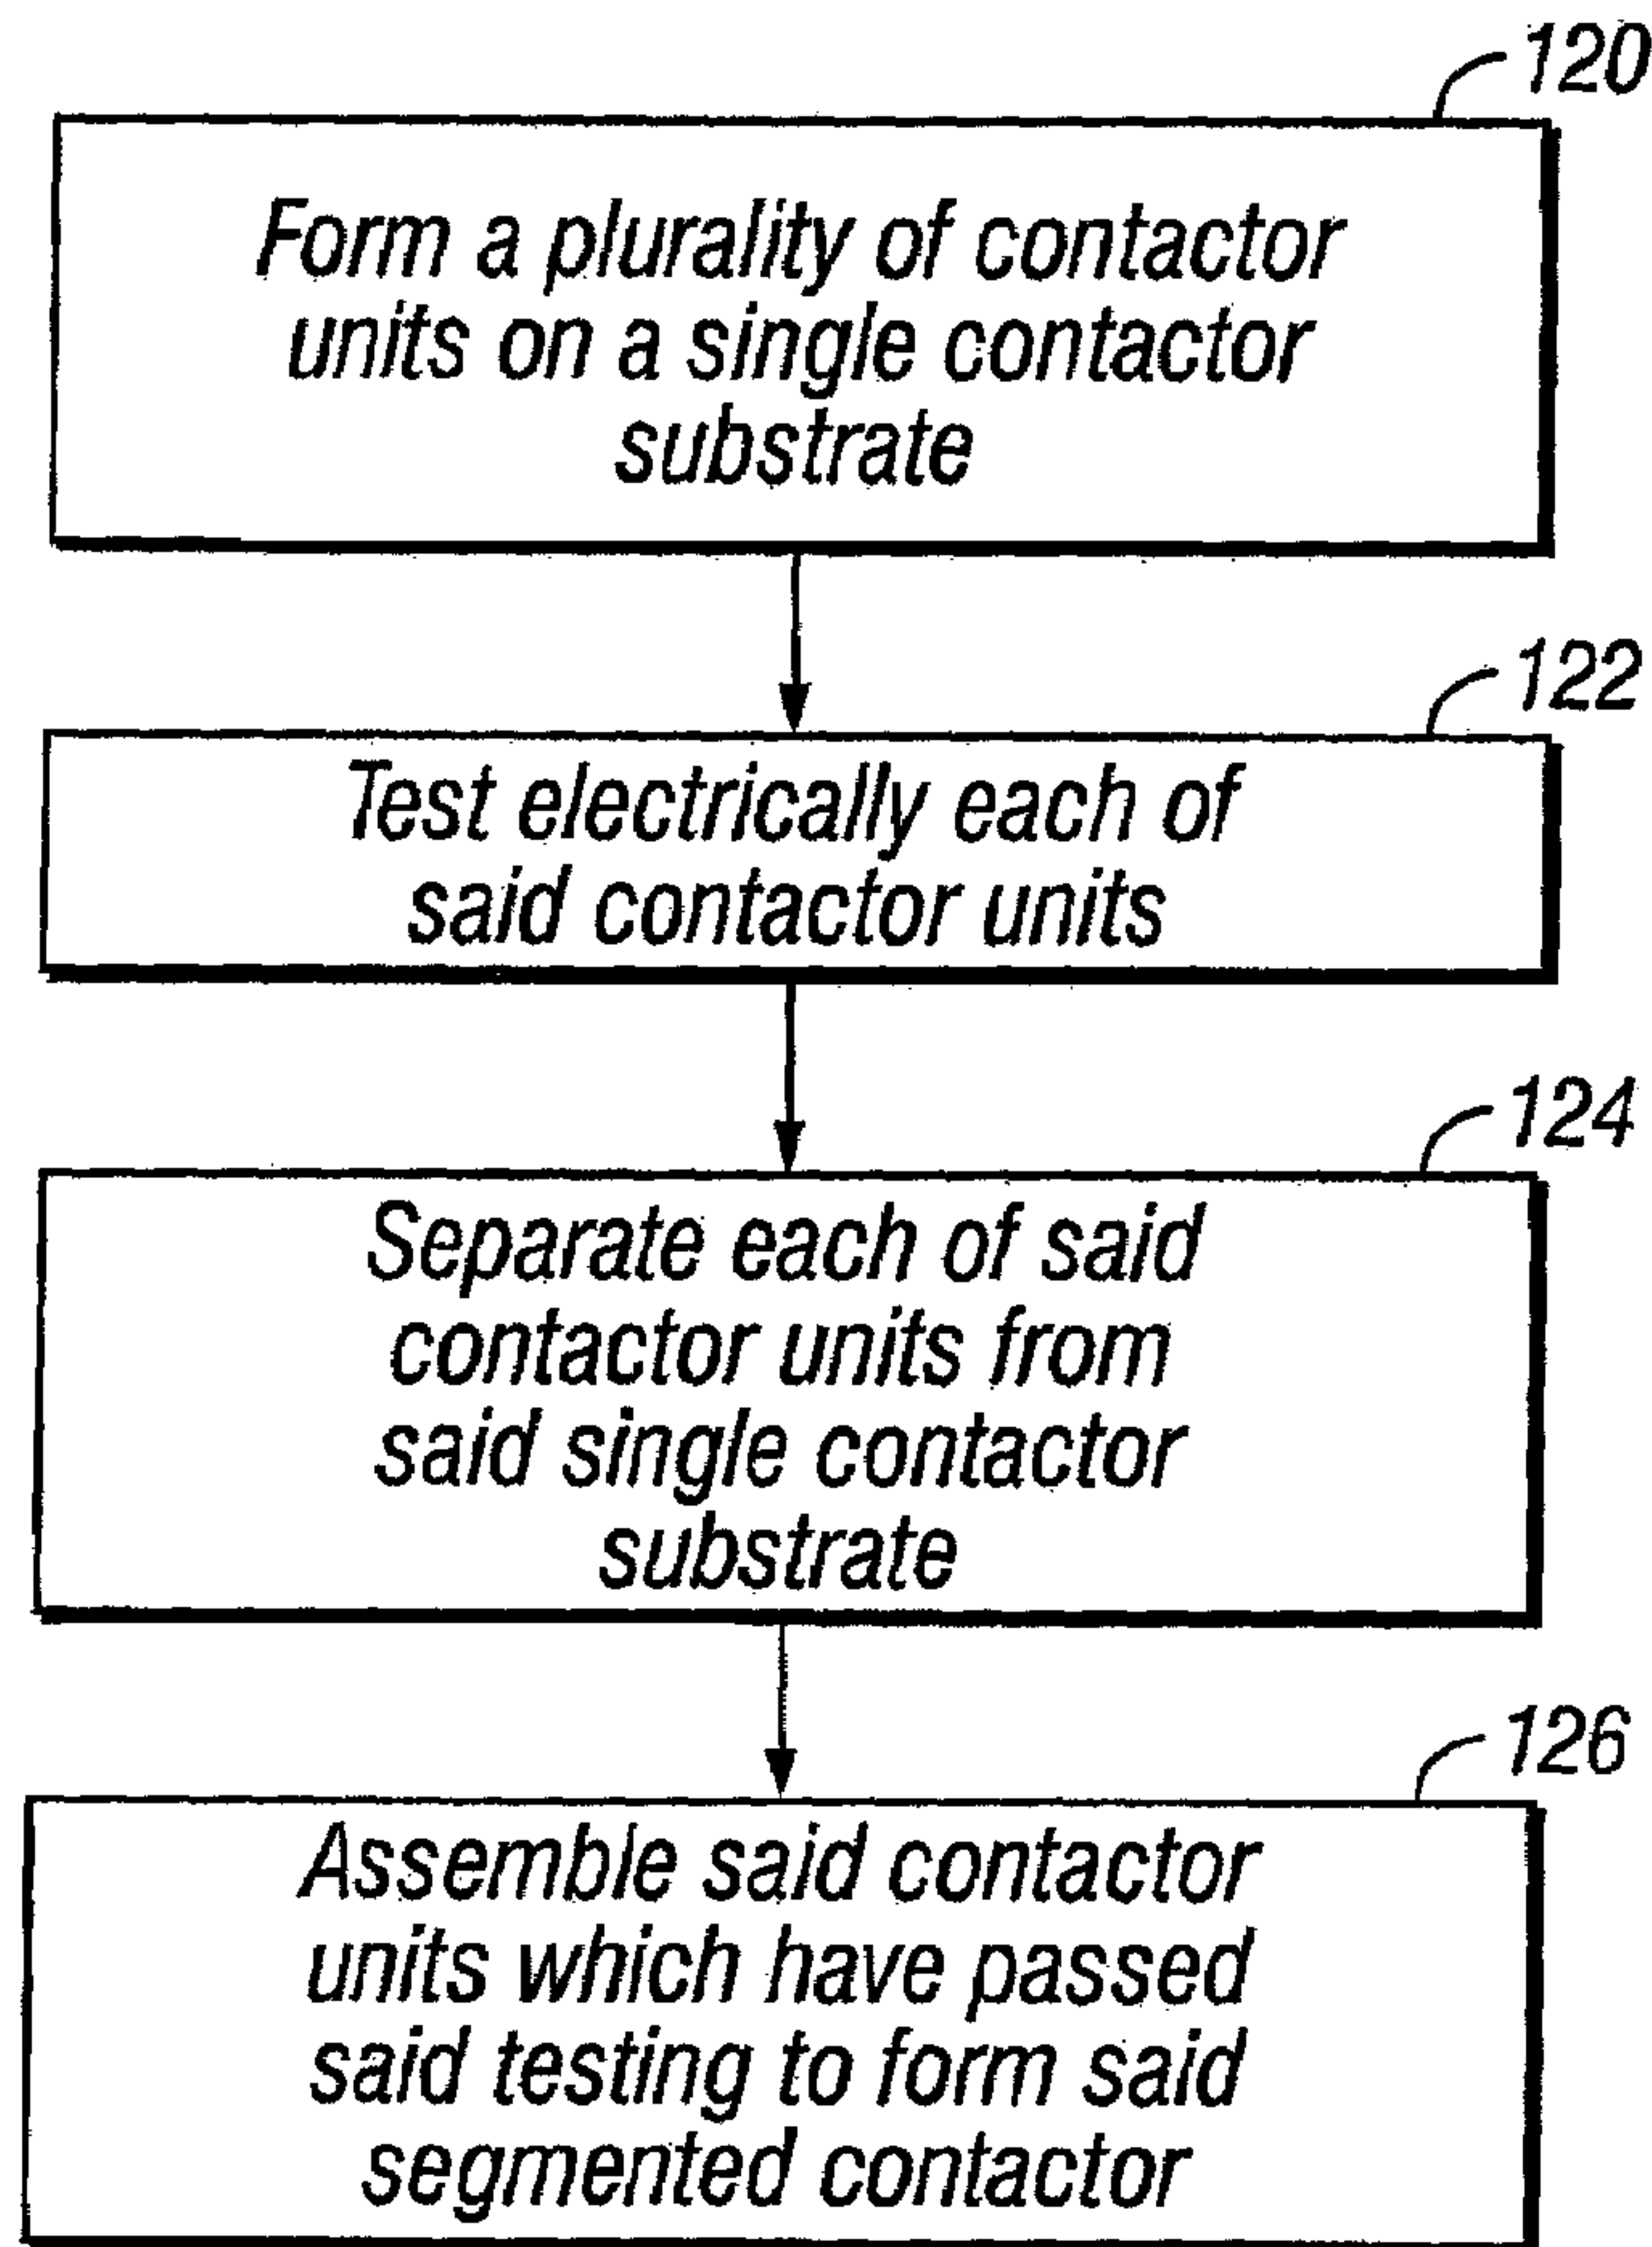 120
Form a plurality of contactor
units on a single contactor
substrate
122
Test electrically each of
said contactor units
124
Separate each of said
contactor units from
said single contactor
substrate
126
Assemble said contactor
units which have passed
said testing to form said
segmented contactor